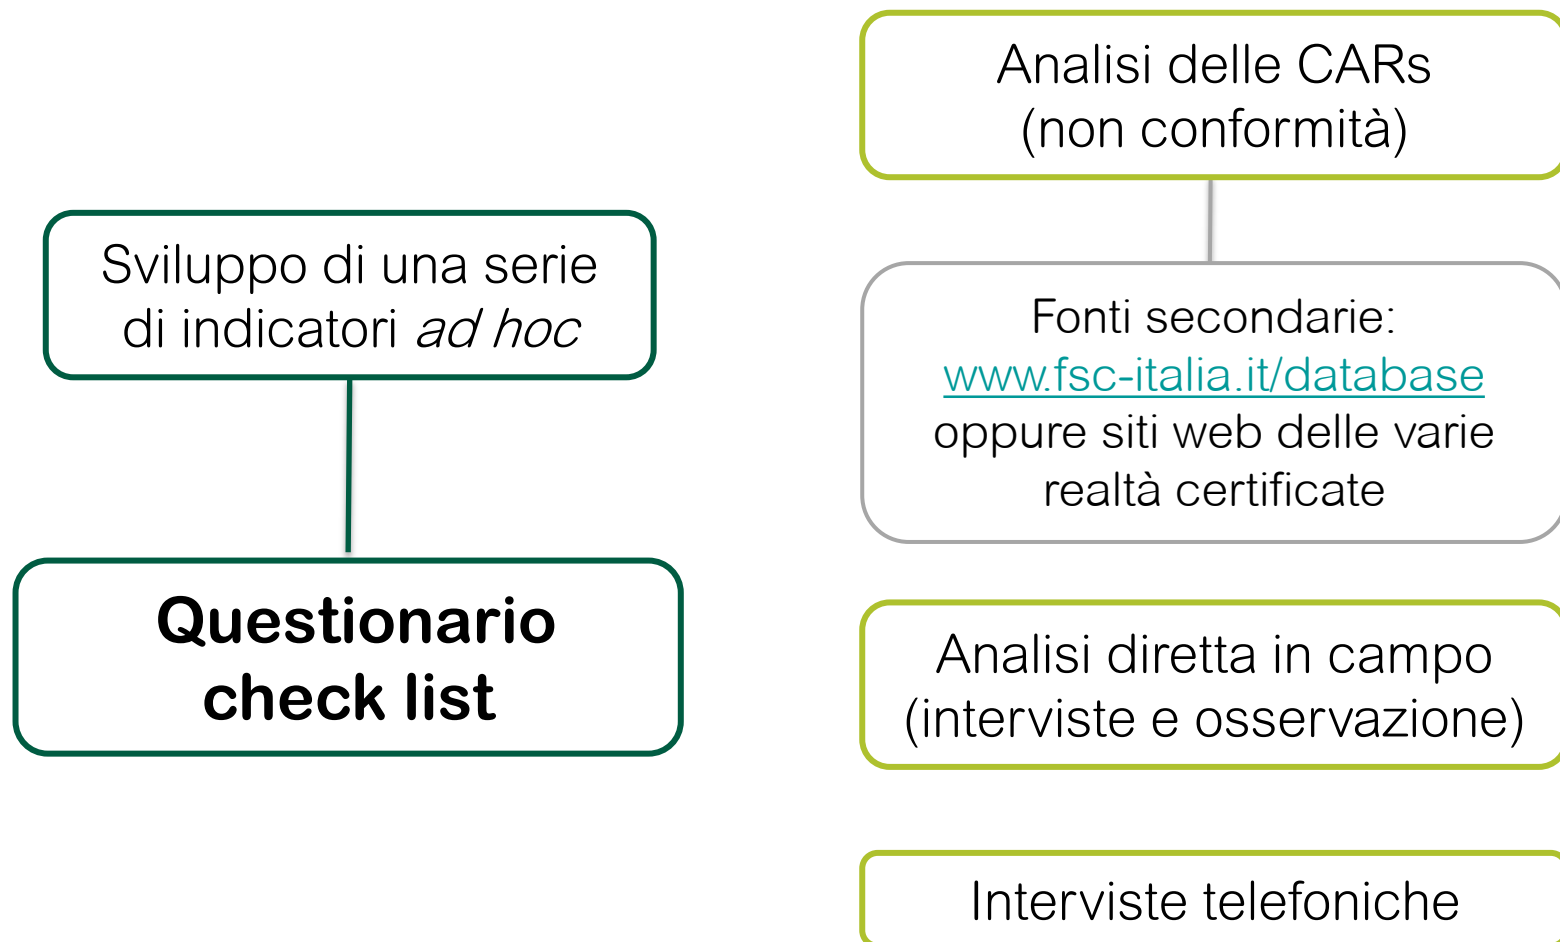 Sviluppo di una serie
di indicatori ad hoc
Questionario
check list
Analisi delle CARs
(non conformità)
Fonti secondarie:
www.fsc-italia.it/database
oppure siti web delle varie
realtà certificate
Analisi diretta in campo
(interviste e osservazione)
Interviste telefoniche